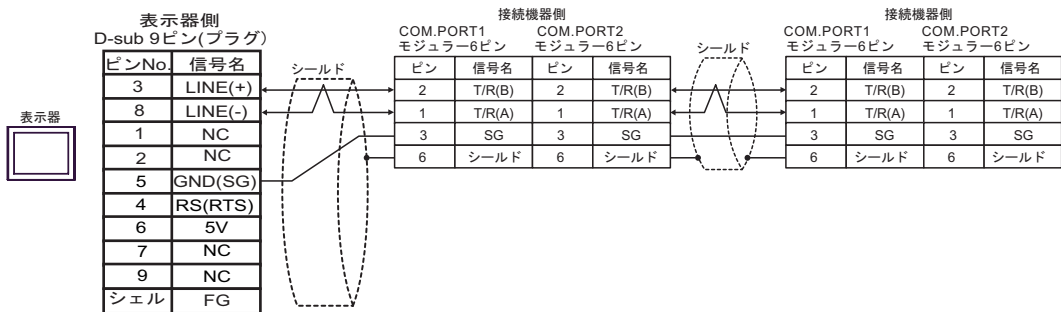 表示器側
D-sub 9ピン(プラグ)
ピンNo. 信号名
3 LINE(+)
8 LINE(-)
1 NC
2 NC
5 GND(SG)
4 RS(RTS)
6 5V
7 NC
9 NC
シェル FG
表示器
シールド
接続機器側
COM.PORT1 COM.PORT2
モジュラー6ピン モジュラー6ピン
ピン 信号名 ピン 信号名
2 T/R(B) 2 T/R(B)
1 T/R(A) 1 T/R(A)
3 SG 3 SG
6 シールド 6 シールド
シールド
接続機器側
COM.PORT1 COM.PORT2
モジュラー6ピン モジュラー6ピン
ピン 信号名 ピン 信号名
2 T/R(B) 2 T/R(B)
1 T/R(A) 1 T/R(A)
3 SG 3 SG
6 シールド 6 シールド